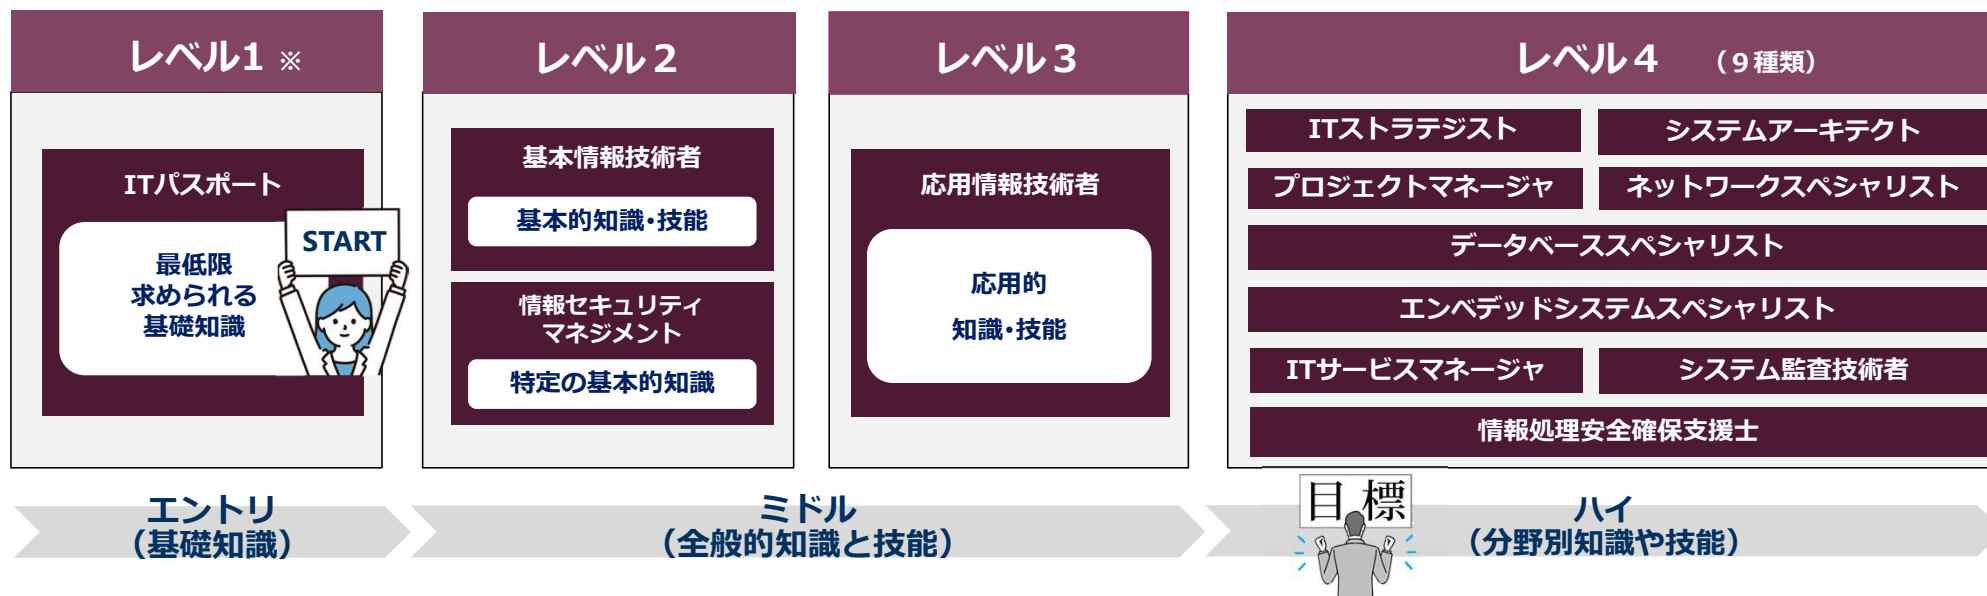 レベル1 ※
ITパスポート
最低限
求められる
基礎知識
START
レベル２
基本情報技術者
基本的知識・技能
情報セキュリティ
マネジメント
特定の基本的知識
レベル３
応用情報技術者
応用的
知識・技能
レベル４ （９種類）
ITストラテジスト
システムアーキテクト
プロジェクトマネージャ
ネットワークスペシャリスト
データベーススペシャリスト
エンベデッドシステムスペシャリスト
ITサービスマネージャ
システム監査技術者
情報処理安全確保支援士
エントリ
（基礎知識）
ミドル
（全般的知識と技能）
目標
ハイ
（分野別知識や技能）